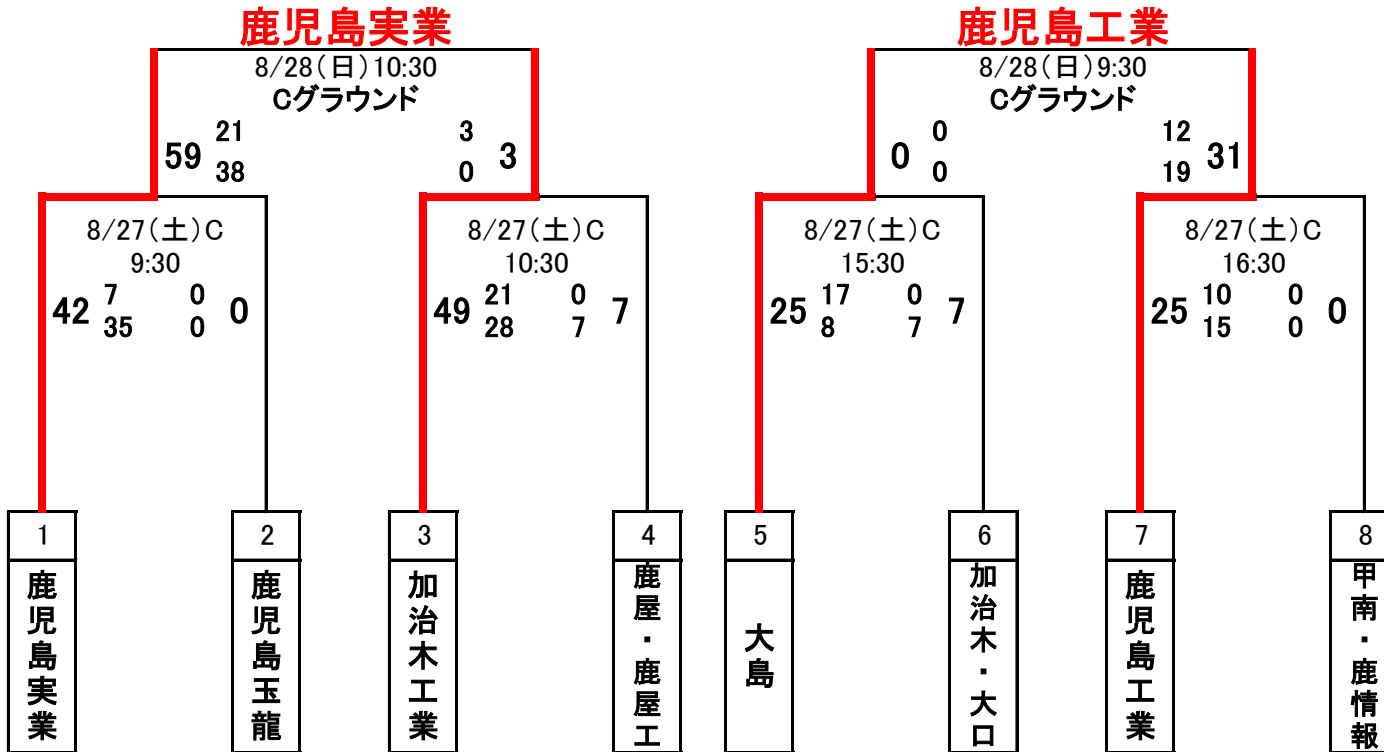 鹿児島実業
鹿児島工業
8/28(日)10:30
Cグラウンド
8/28(日)9:30
Cグラウンド
59 21 38
3 0 3
0 0 0
12 19 31
8/27(土)C
9:30
42 7 35
0 0 0
8/27(土)C
10:30
49 21 28
0 7 7
8/27(土)C
15:30
25 17 8
0 7 7
8/27(土)C
16:30
25 10 15
0 0 0
1
鹿児島実業
2
鹿児島玉龍
3
加治木工業
4
鹿屋・鹿屋工
5
大島
6
加治木・大口
7
鹿児島工業
8
甲南・鹿情報